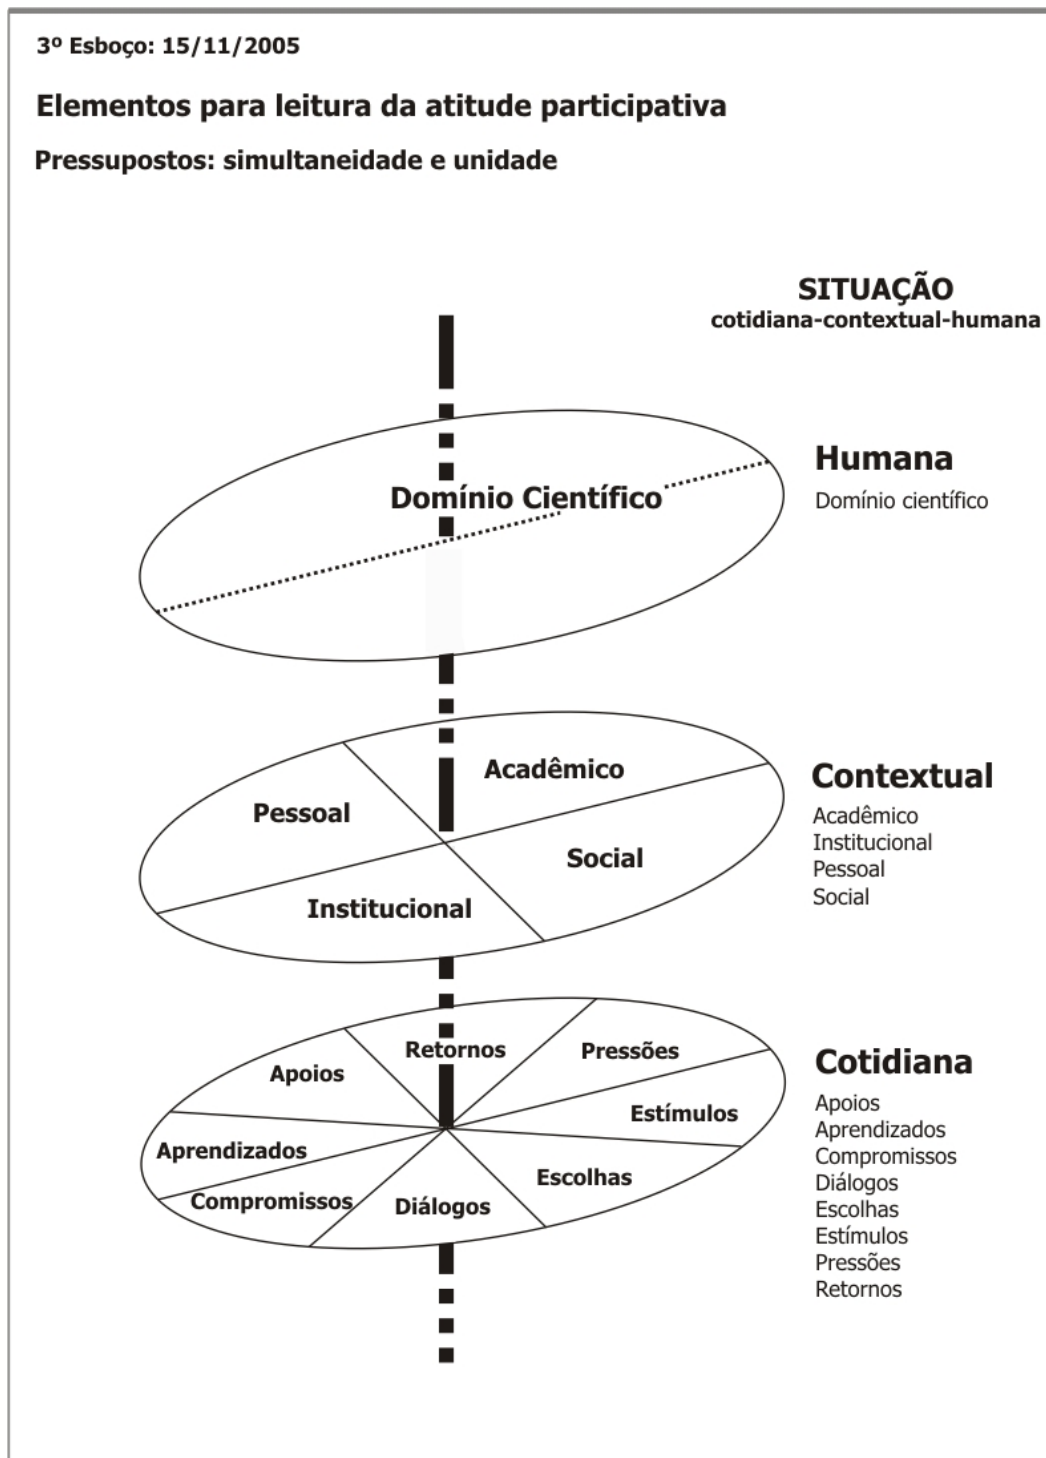 3º Esboço: 15/11/2005
Elementos para leitura da atitude participativa
Pressupostos: simultaneidade e unidade
SITUAÇÃO
cotidiana-contextual-humana
Domínio Científico
Humana
Domínio científico
Acadêmico
Pessoal
Social
Institucional
Contextual
Acadêmico
Institucional
Pessoal
Social
Retornos
Pressões
Apoios
Estímulos
Aprendizados
Escolhas
Compromissos
Diálogos
Cotidiana
Apoios
Aprendizados
Compromissos
Diálogos
Escolhas
Estímulos
Pressões
Retornos